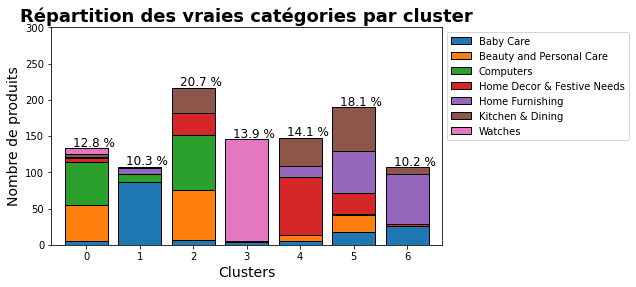 Répartition des vraies catégories par cluster
Nombre de produits
300
250
200
150
100
50
0
12.8 %
10.3 %
20.7 %
13.9 %
14.1 %
18.1 %
10.2 %
0 1 2 3 4 5 6
Clusters
Baby Care
Beauty and Personal Care
Computers
Home Decor & Festive Needs
Home Furnishing
Kitchen & Dining
Watches